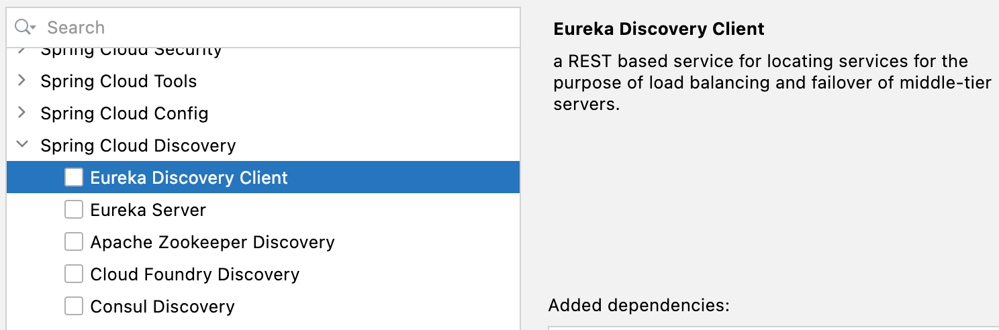 Search
Spring Cloud Security
Spring Cloud Tools
Spring Cloud Config
Spring Cloud Discovery
Eureka Discovery Client
Eureka Server
Apache Zookeeper Discovery
Cloud Foundry Discovery
Consul Discovery
Eureka Discovery Client
a REST based service for locating services for the
purpose of load balancing and failover of middle-tier
servers.
Added dependencies: